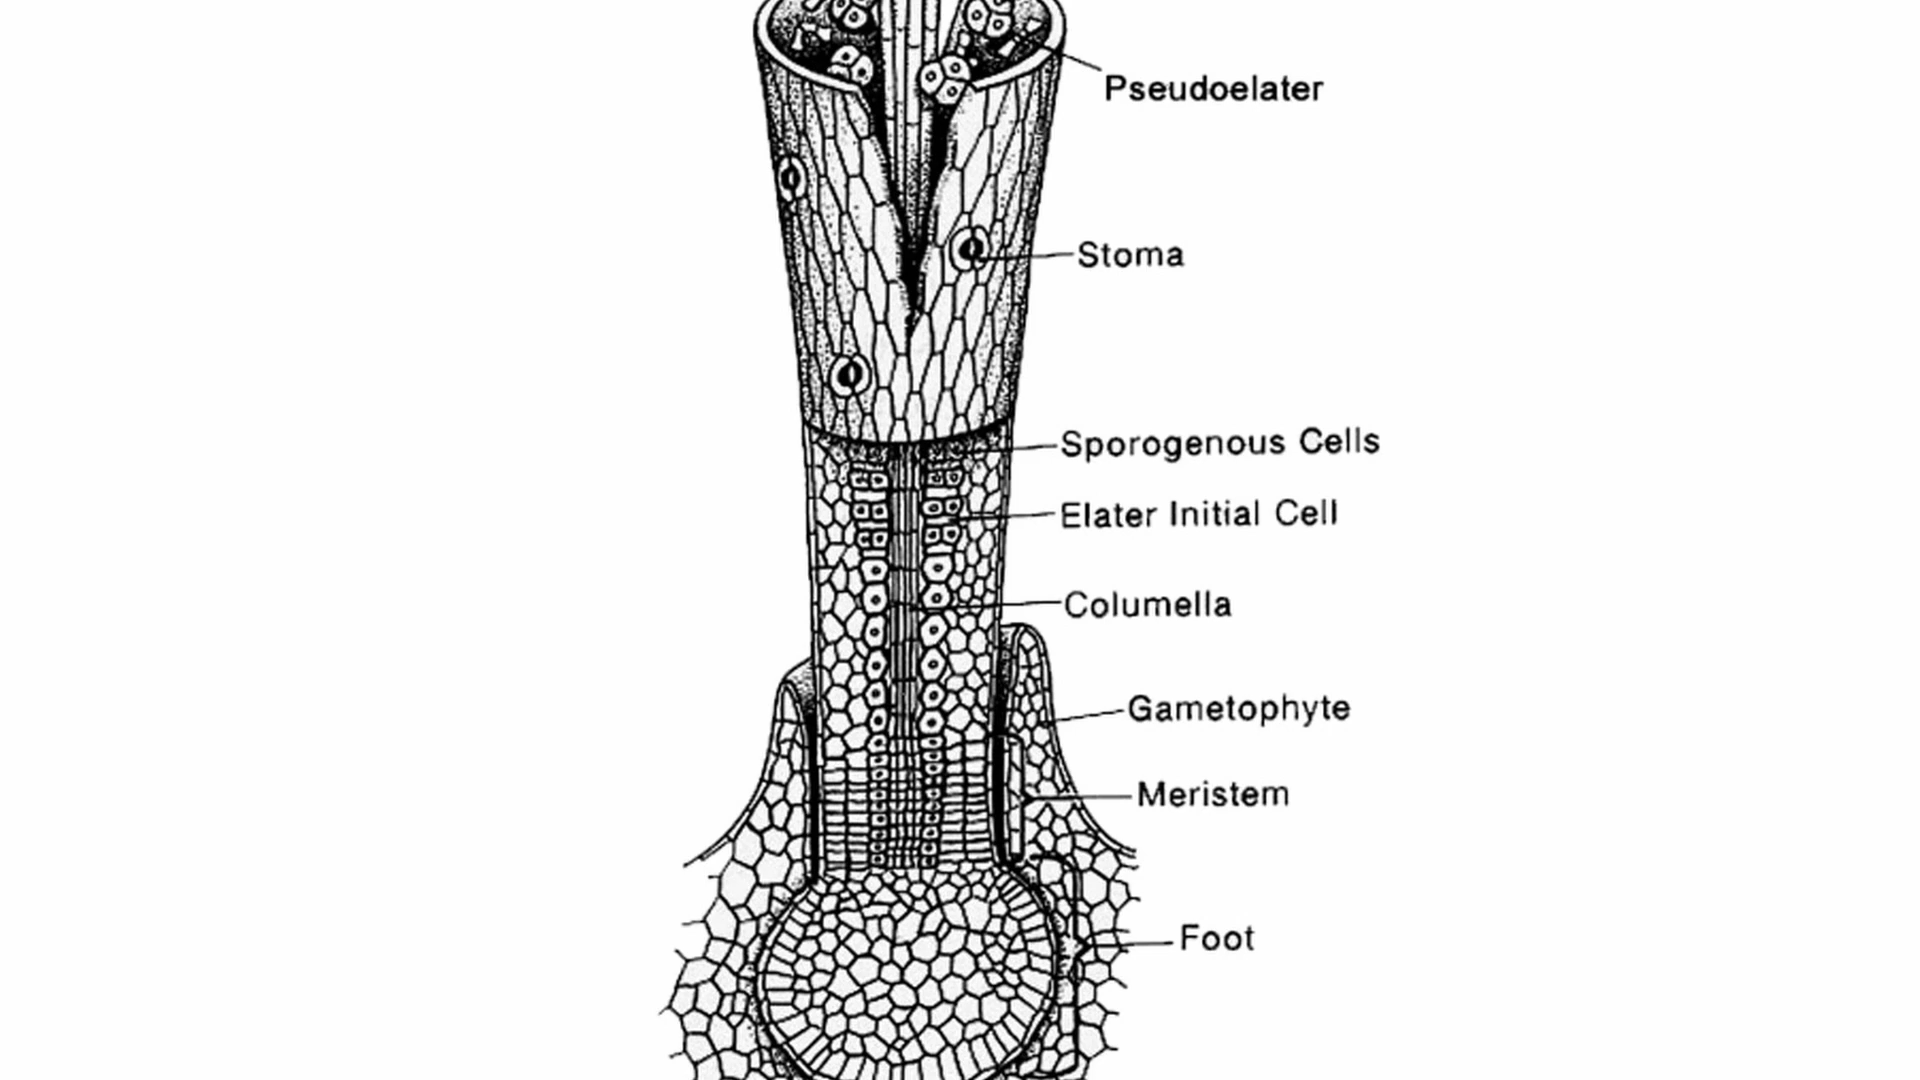 Pseudoelater
Stoma
Sporogenous Cells
Elater Initial Cell
Columella
Gametophyte
Meristem
Foot